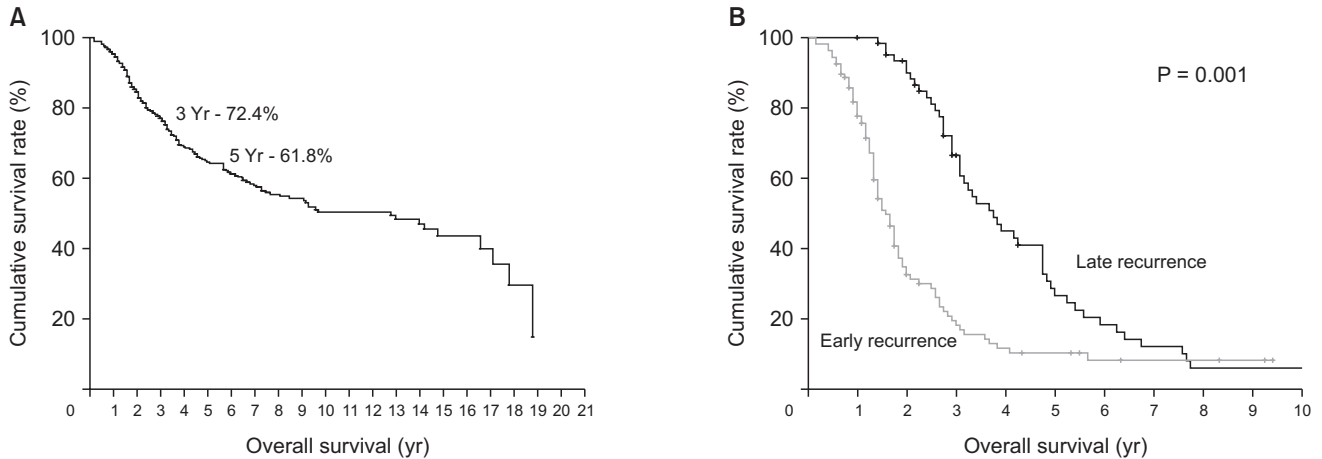 A
Cumulative survival rate (%)
100
80
60
40
20
3 Yr - 72.4%
5 Yr - 61.8%
0 1 2 3 4 5 6 7 8 9 10 11 12 13 14 15 16 17 18 19 20 21
Overall survival (yr)
B
Cumulative survival rate (%)
100
80
60
40
20
P = 0.001
Late recurrence
Early recurrence
0 1 2 3 4 5 6 7 8 9 10
Overall survival (yr)